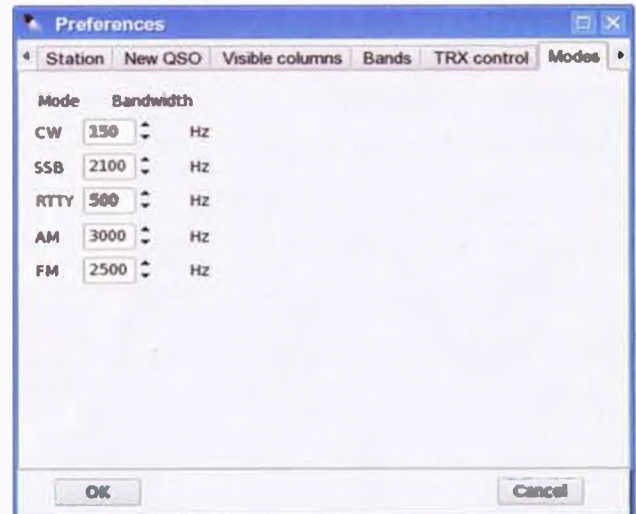 Preferences
Station New QSO Visible columns Bands TRX control Modes
Mode Bandwidth
CW 150 Hz
SSB 2100 Hz
RTTY 500 Hz
AM 3000 Hz
FM 2500 Hz
OK Cancel